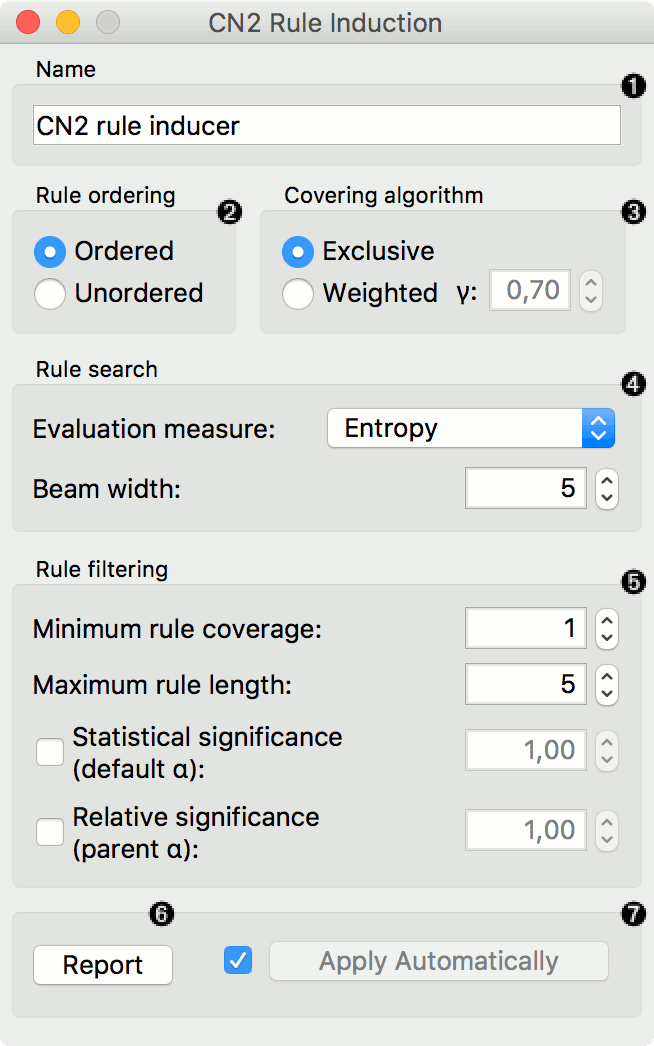 CN2 Rule Induction
Name
1
CN2 rule inducer
Rule ordering
2
Covering algorithm
3
Ordered
Exclusive
Unordered
Weighted γ: 0,70
Rule search
4
Evaluation measure: Entropy
Beam width: 5
Rule filtering
5
Minimum rule coverage: 1
Maximum rule length: 5
Statistical significance
(default α): 1,00
Relative significance
(parent α): 1,00
6
7
Report
Apply Automatically